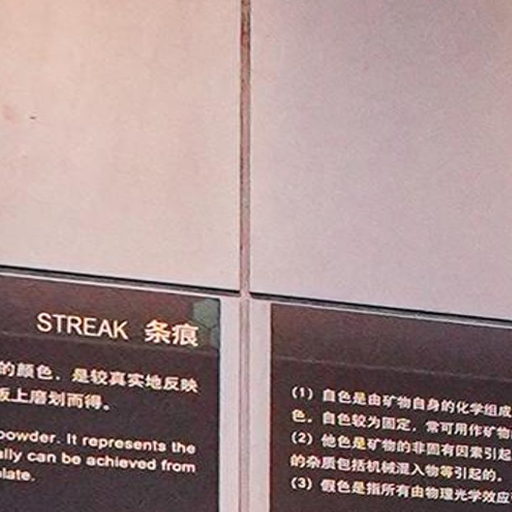 STREAK 条痕
的颜色，是较真实地反映
板上磨划而得。
powder. It represents the
ally can be achieved from
plate.
（1）自色是由矿物自身的化学组成
色。自色较为固定，常可用作矿物
（2）他色是矿物的非固有因素引起
的杂质包括机械混入物等引起的。
（3）假色是指所有由物理光学效应